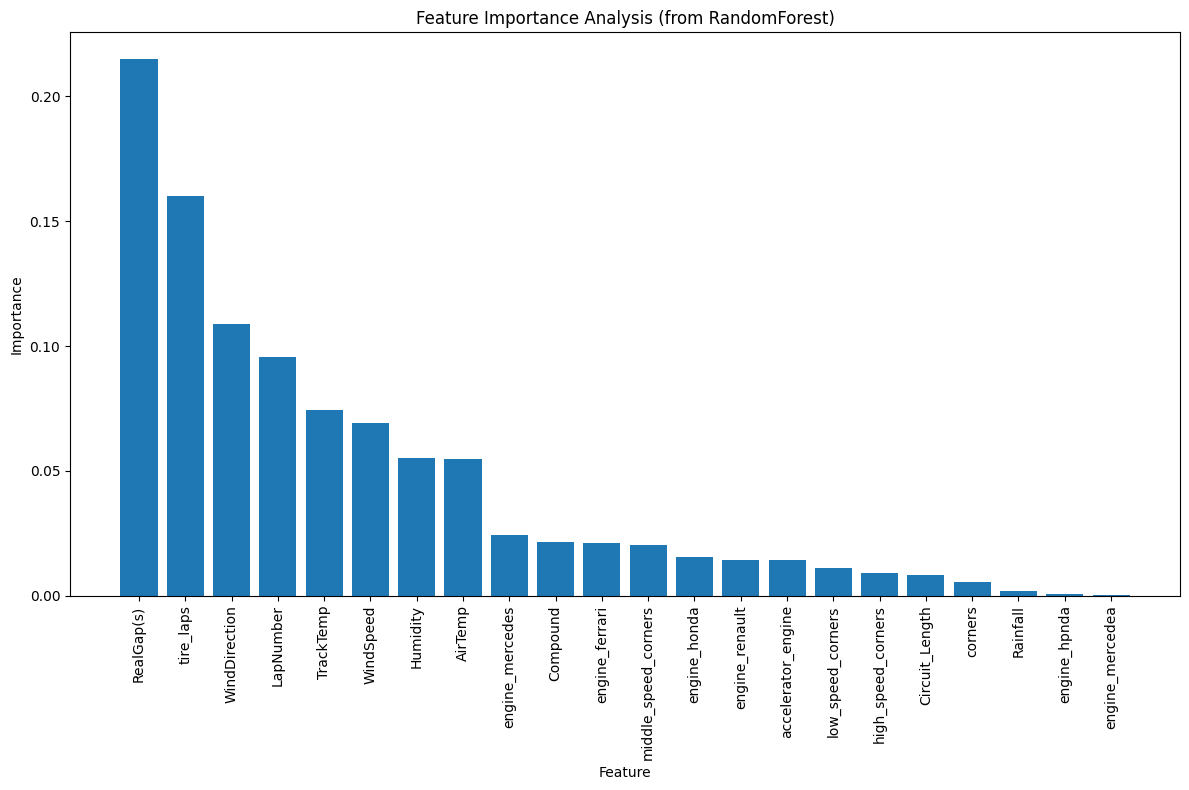 Feature Importance Analysis (from RandomForest)
Importance
0.20
0.15
0.10
0.05
0.00
RealGap(s)
tire_laps
WindDirection
LapNumber
TrackTemp
WindSpeed
Humidity
AirTemp
engine_mercedes
Compound
engine_ferrari
middle_speed_corners
engine_honda
engine_renault
accelerator_engine
low_speed_corners
high_speed_corners
Circuit_Length
corners
Rainfall
engine_hpnda
engine_mercedea
Feature